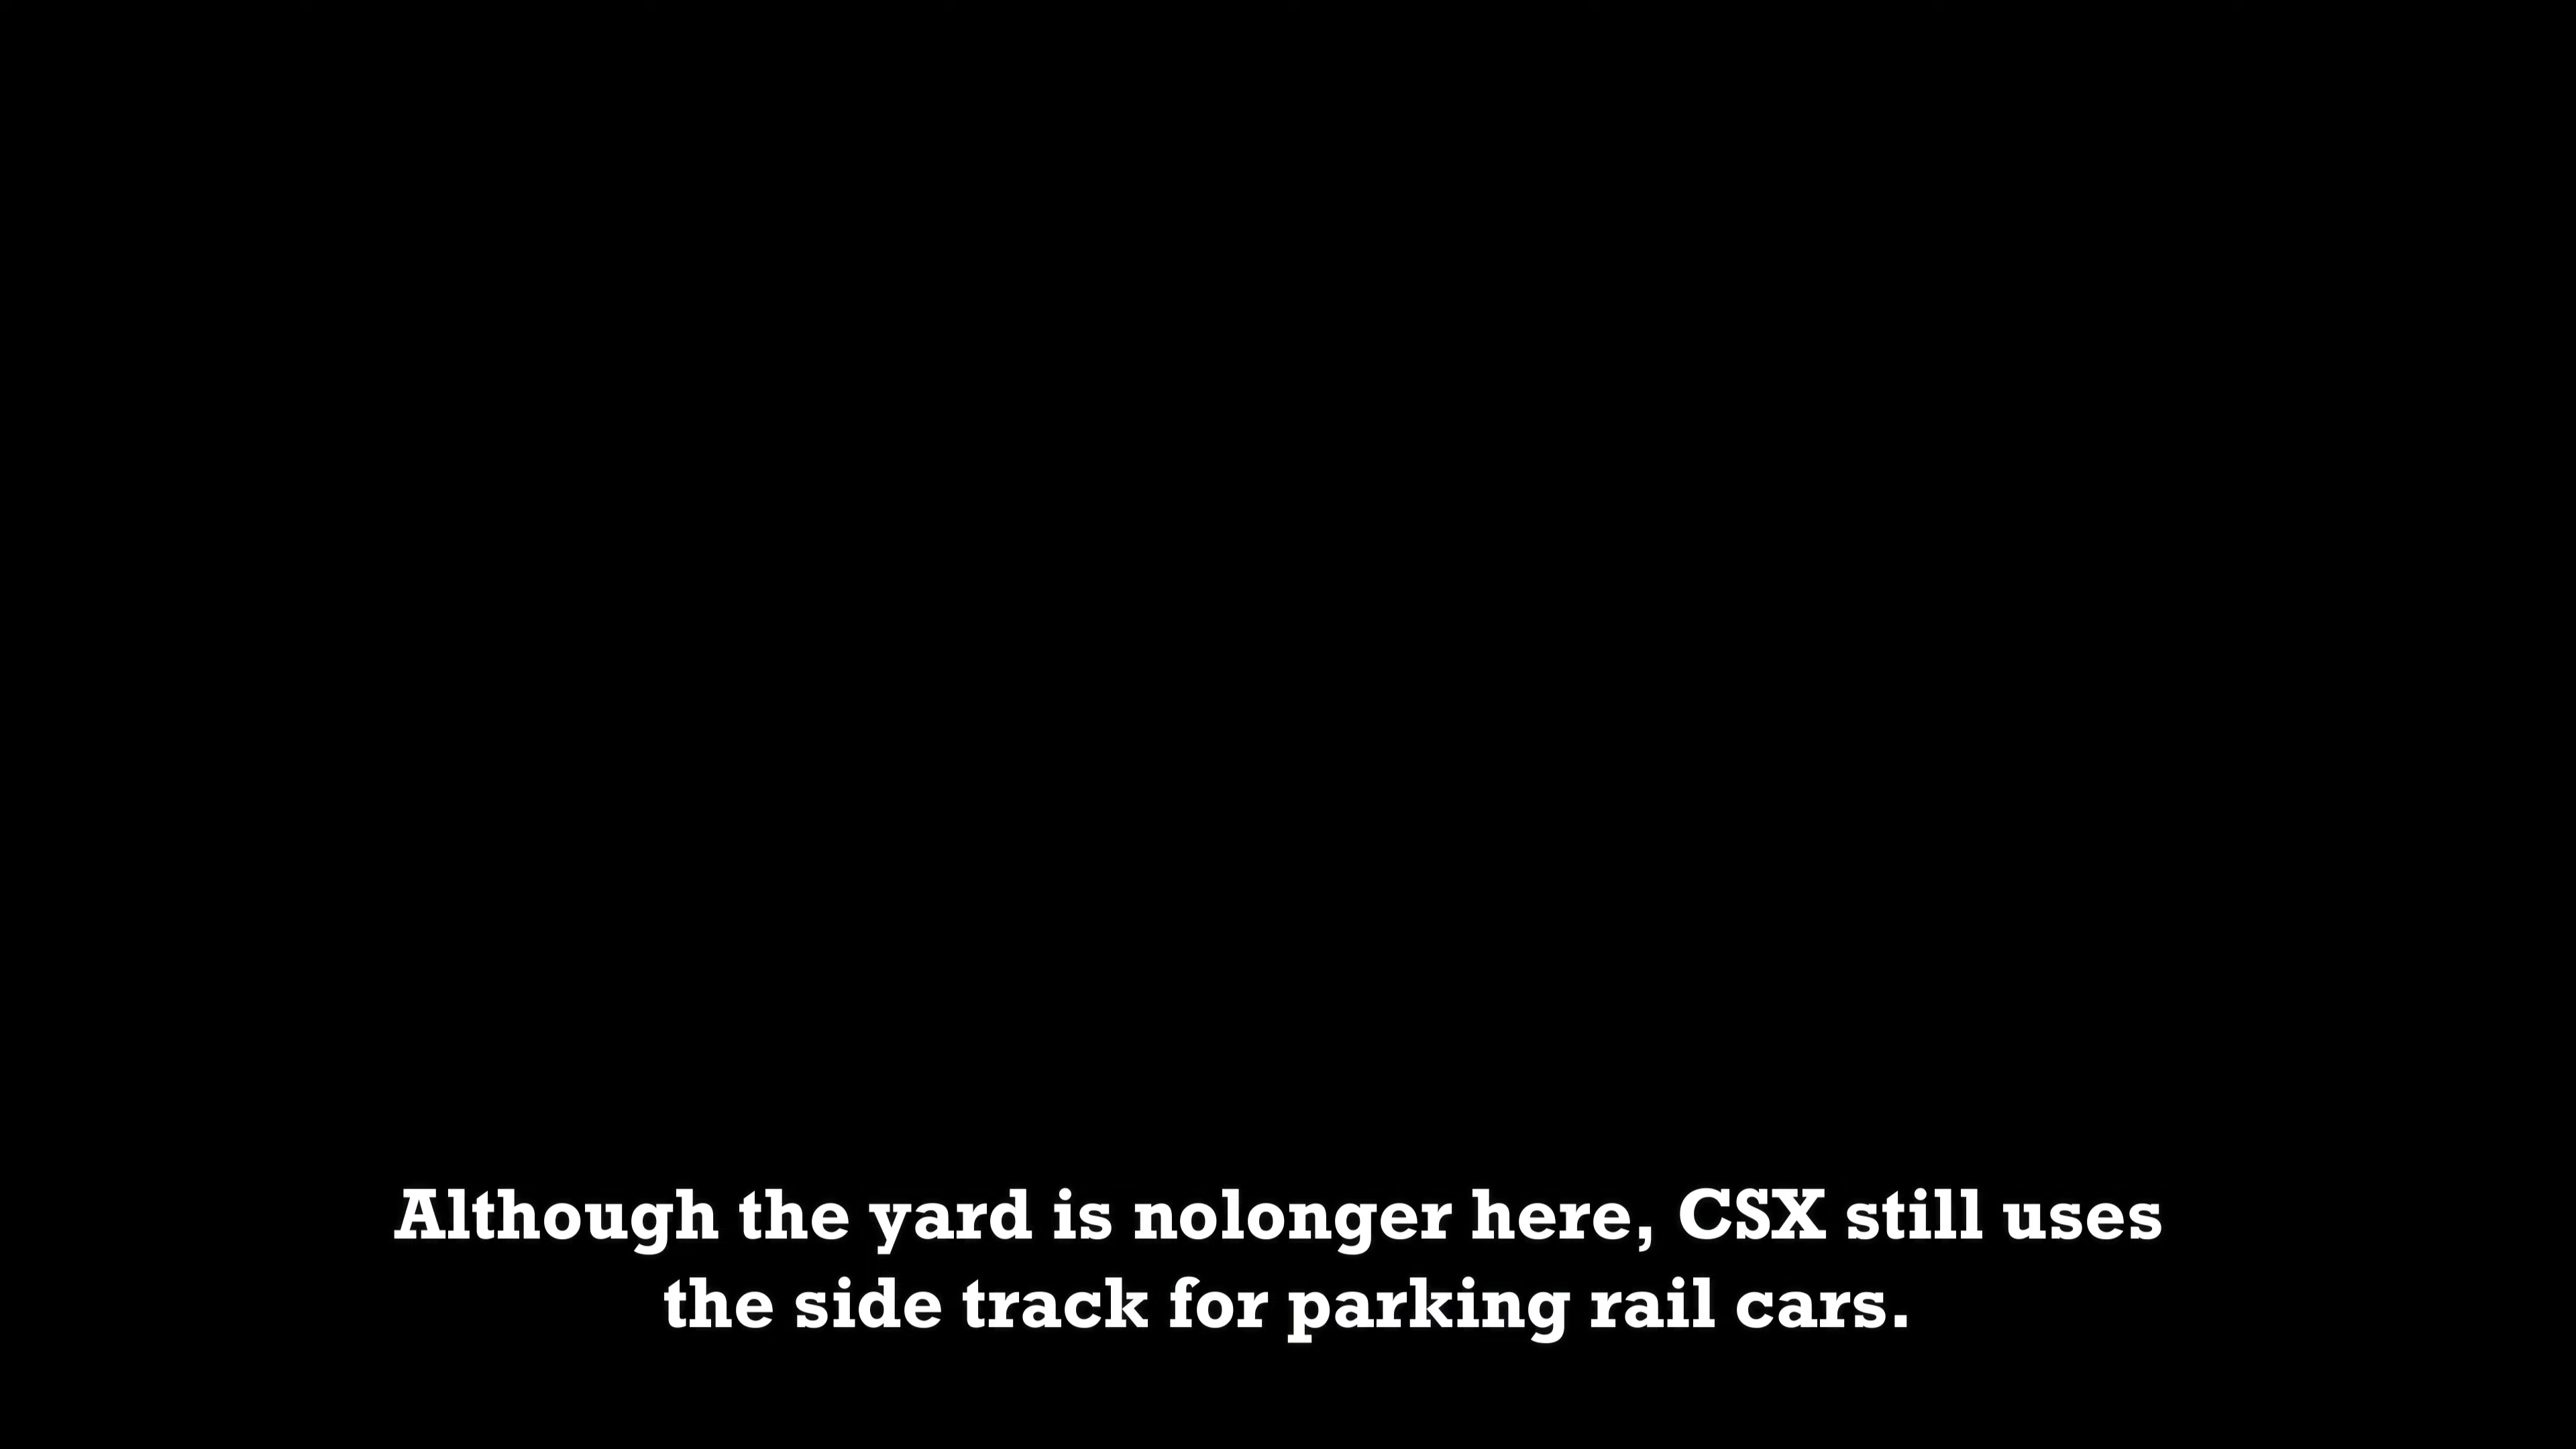 Although the yard is nolonger here, CSX still uses
the side track for parking rail cars.